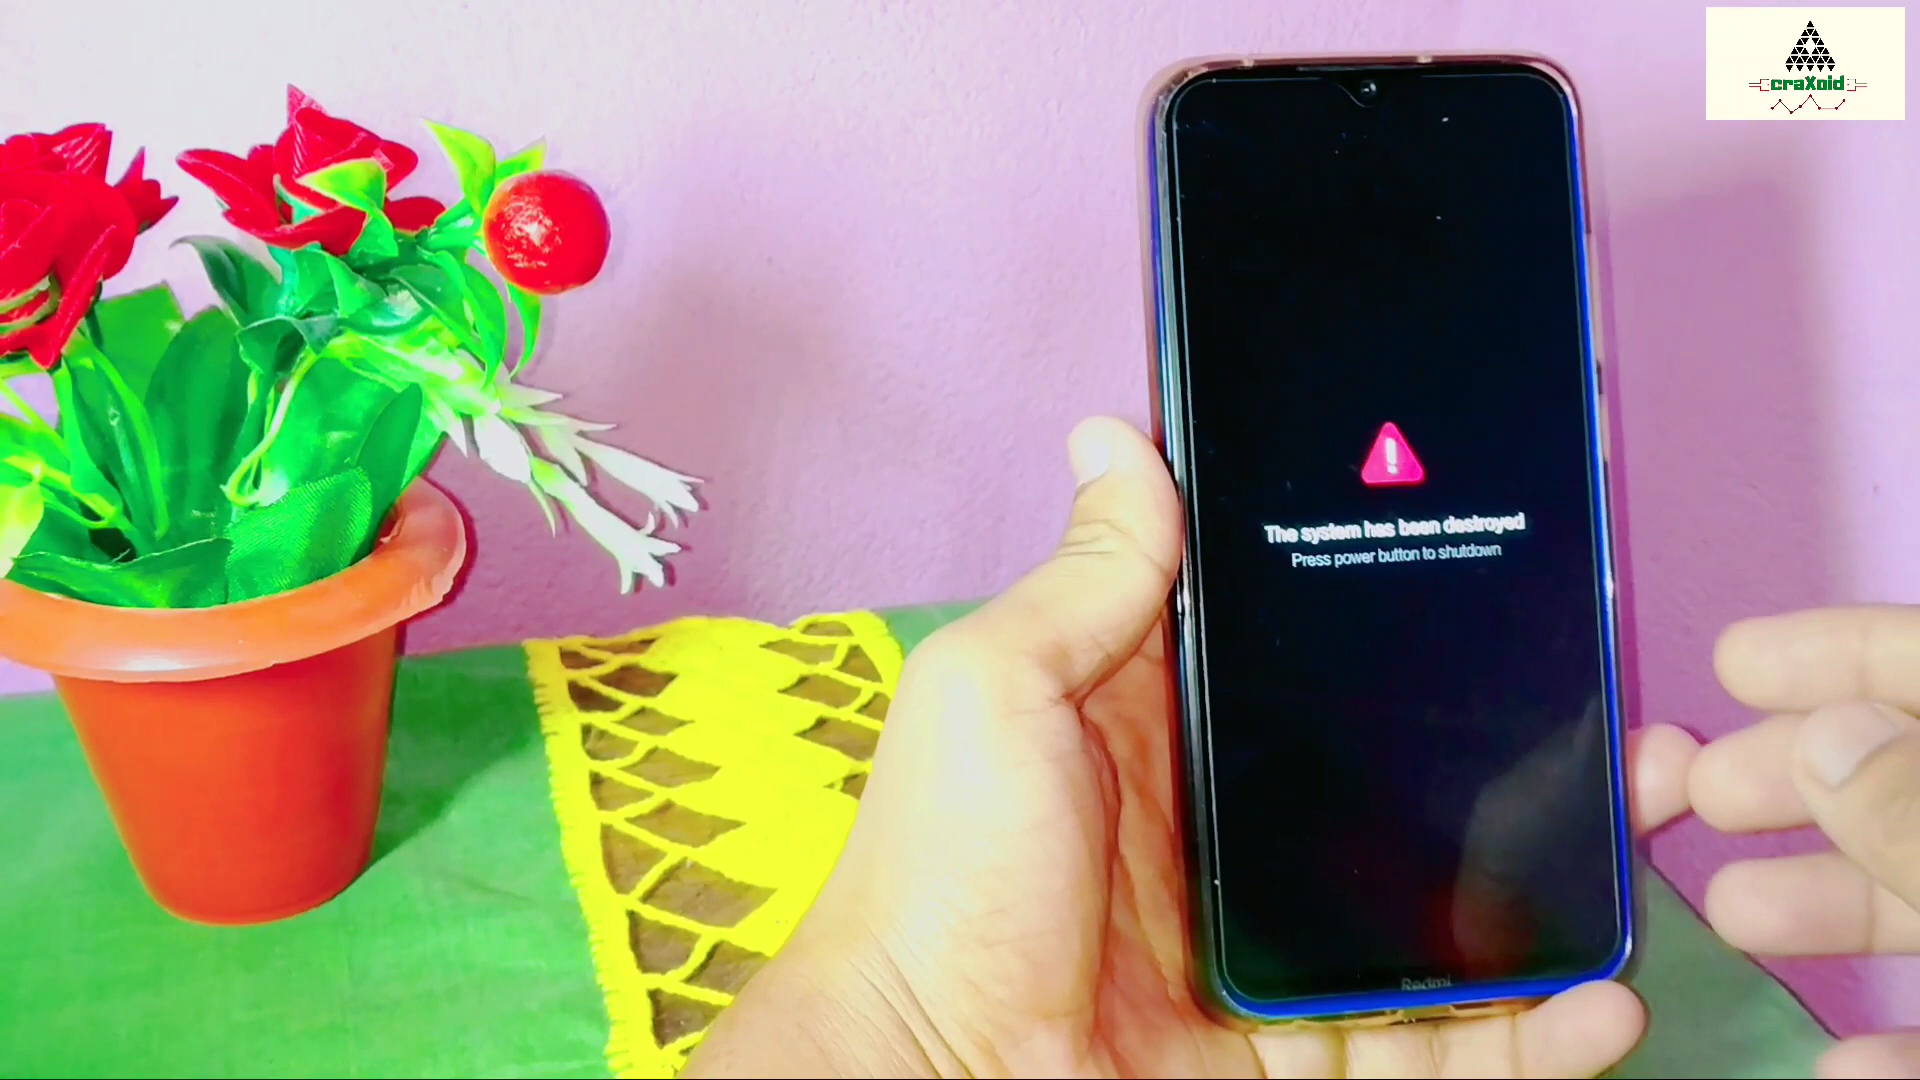 craXoid
The system has been destroyed
Press power button to shutdown
Redmi